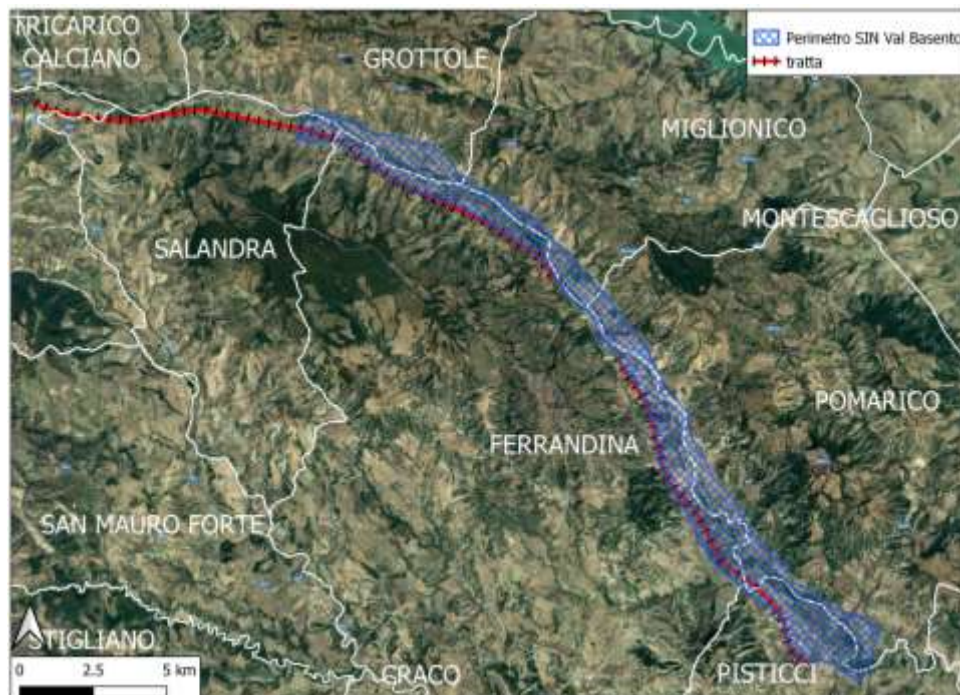 TRICARICO
CALCIANO
GROTTOLE
Perimetro SIN Val Basento
tratta
MIGLIONICO
MONTESCAGLIOSO
SALANDRA
POMARICO
FERRANDINA
SAN MAURO FORTE
STIGLIANO
CRACO
PISTICCI
0 2.5 5 km